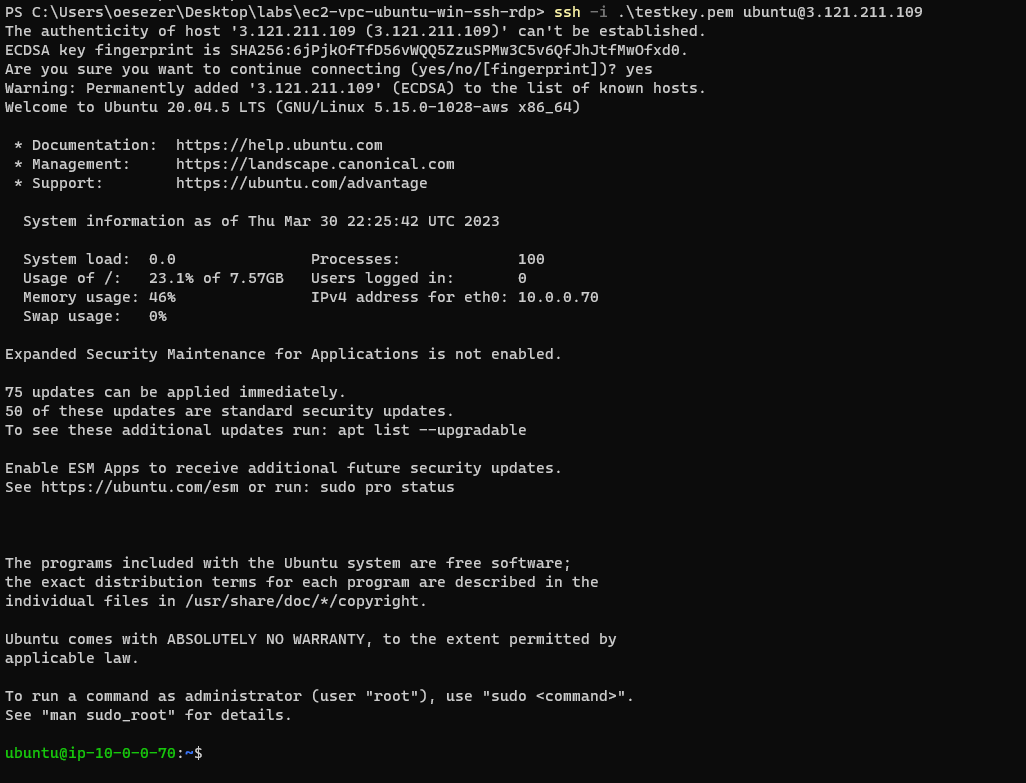 PS C:\Users\oesezer\Desktop\labs\ec2-vpc-ubuntu-win-ssh-rdp> ssh -i .\testkey.pem ubuntu@3.121.211.109
The authenticity of host '3.121.211.109 (3.121.211.109)' can't be established.
ECDSA key fingerprint is SHA256:6jPjkOfTfD56vWQQ5ZzuSPMw3C5v6QfJhJtfMwOfxd0.
Are you sure you want to continue connecting (yes/no/[fingerprint])? yes
Warning: Permanently added '3.121.211.109' (ECDSA) to the list of known hosts.
Welcome to Ubuntu 20.04.5 LTS (GNU/Linux 5.15.0-1028-aws x86_64)

 * Documentation:  https://help.ubuntu.com
 * Management:     https://landscape.canonical.com
 * Support:        https://ubuntu.com/advantage

  System information as of Thu Mar 30 22:25:42 UTC 2023

  System load:  0.0               Processes:             100
  Usage of /:   23.1% of 7.57GB   Users logged in:       0
  Memory usage: 46%               IPv4 address for eth0: 10.0.0.70
  Swap usage:   0%

Expanded Security Maintenance for Applications is not enabled.

75 updates can be applied immediately.
50 of these updates are standard security updates.
To see these additional updates run: apt list --upgradable

Enable ESM Apps to receive additional future security updates.
See https://ubuntu.com/esm or run: sudo pro status

The programs included with the Ubuntu system are free software;
the exact distribution terms for each program are described in the
individual files in /usr/share/doc/*/copyright.

Ubuntu comes with ABSOLUTELY NO WARRANTY, to the extent permitted by
applicable law.

To run a command as administrator (user "root"), use "sudo <command>".
See "man sudo_root" for details.

ubuntu@ip-10-0-0-70:~$